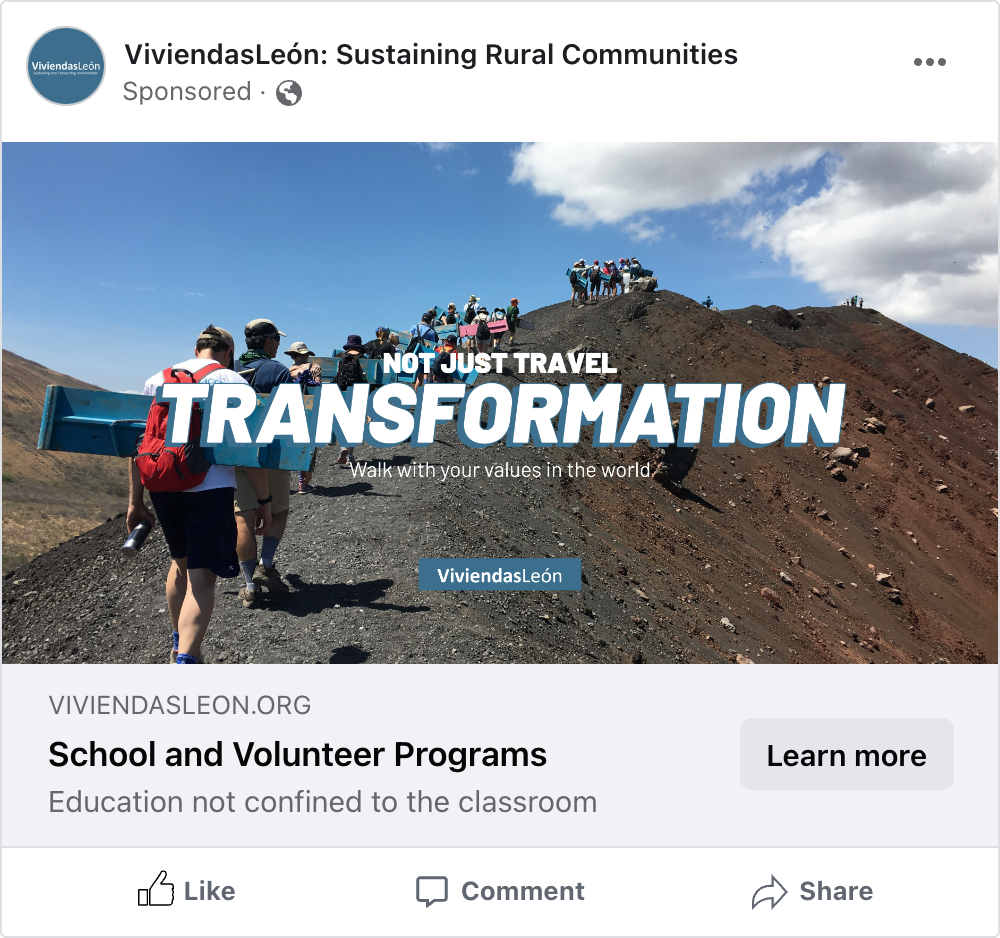 ViviendasLeón
Sustaining and Connecting Communities
ViviendasLeón: Sustaining Rural Communities
Sponsored ·
NOT JUST TRAVEL
TRANSFORMATION
Walk with your values in the world
ViviendasLeón
VIVIENDASLEON.ORG
School and Volunteer Programs
Learn more
Education not confined to the classroom
Like
Comment
Share